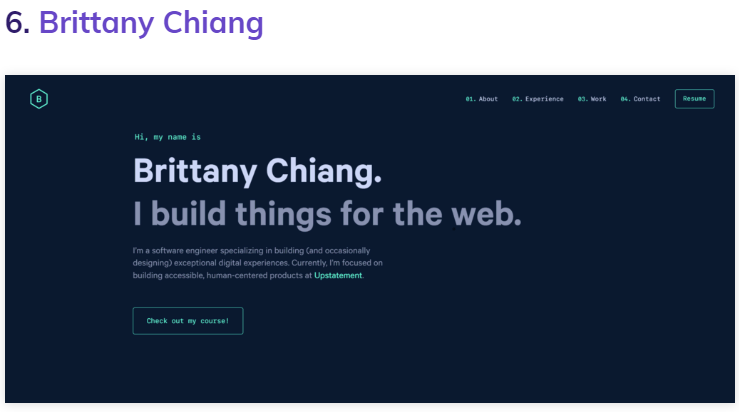 6. Brittany Chiang
B
01. About 02. Experience 03. Work 04. Contact Resume
Hi, my name is
Brittany Chiang.
I build things for the web.
I'm a software engineer specializing in building (and occasionally
designing) exceptional digital experiences. Currently, I'm focused on
building accessible, human-centered products at Upstatement.
Check out my course!